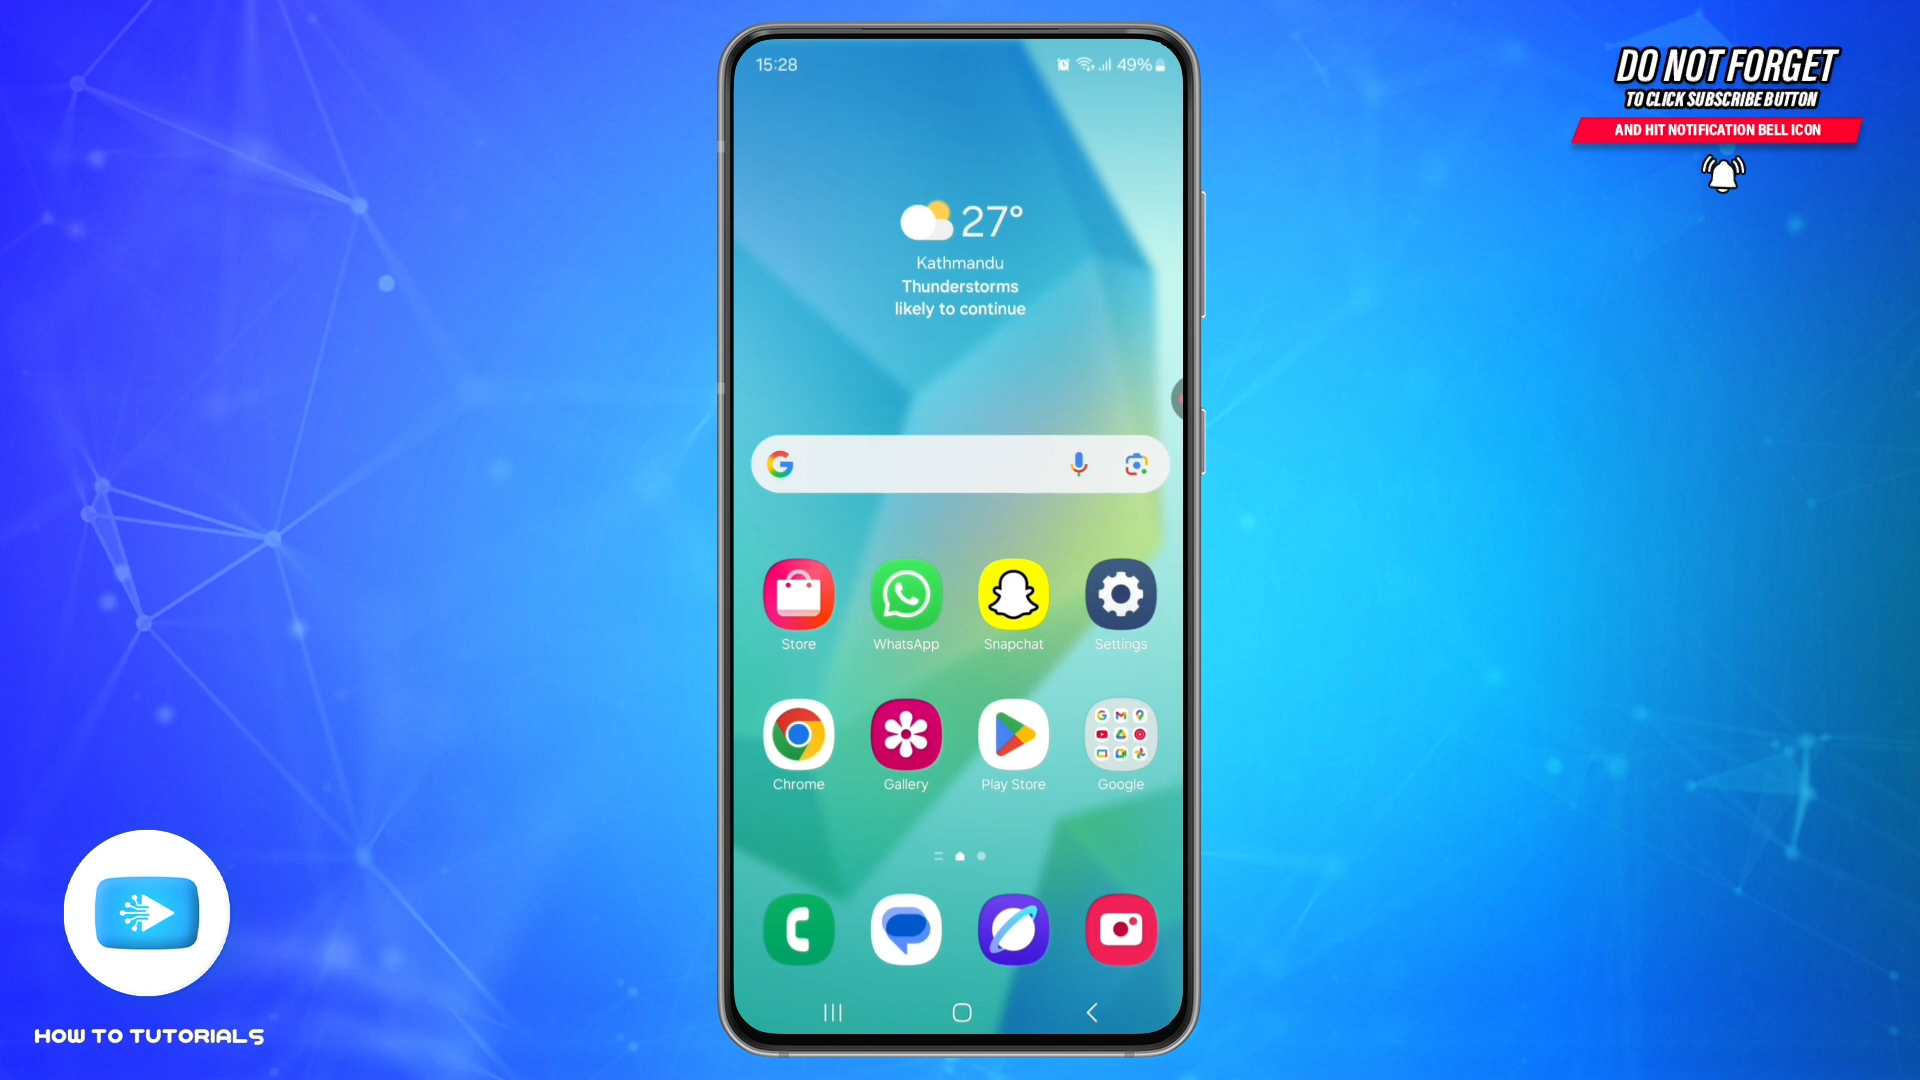 15:28
49%
DO NOT FORGET
TO CLICK SUBSCRIBE BUTTON
AND HIT NOTIFICATION BELL ICON
27°
Kathmandu
Thunderstorms
likely to continue
Store
WhatsApp
Snapchat
Settings
Chrome
Gallery
Play Store
Google
HOW TO TUTORIALS